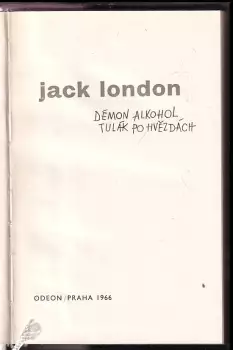 jack london
DÉMON ALKOHOL
TULÁK PO HVĚZDÁCH
ODEON/PRAHA 1966